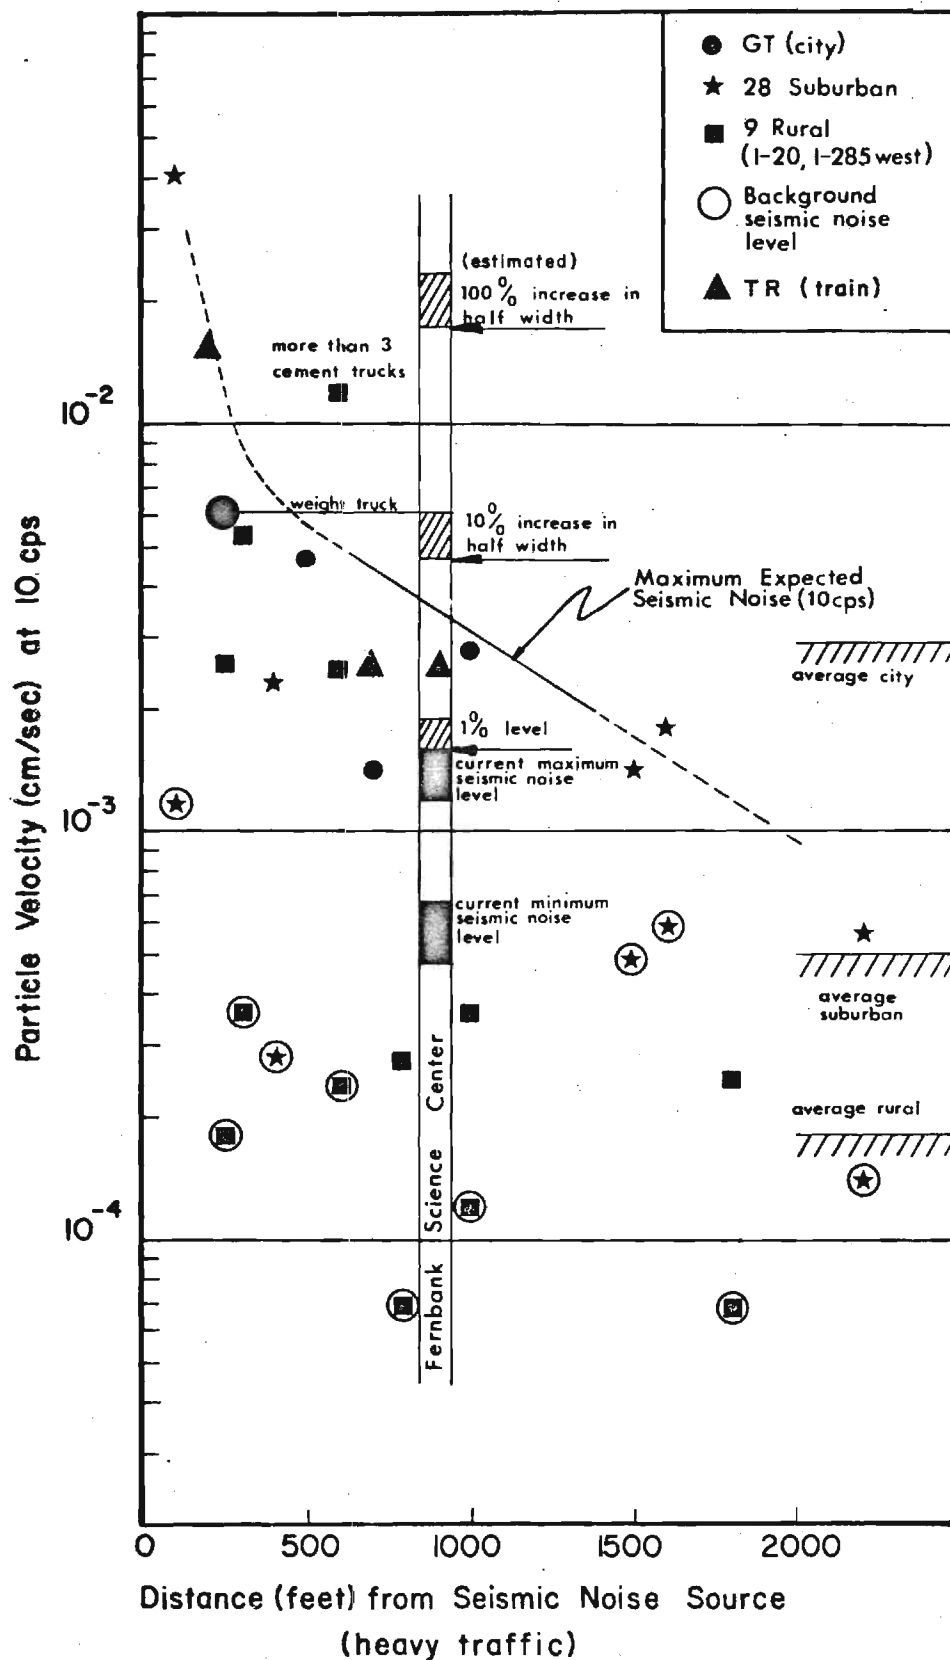 GT (city)
28 Suburban
9 Rural
(I-20, I-285 west)
Background
seismic noise
level
TR (train)
(estimated)
100% increase in
half width
more than 3
cement trucks
10-2
weight truck
10% increase in
half width
Maximum Expected
Seismic Noise (10cps)
average city
1% level
current maximum
seismic noise
level
10-3
current minimum
seismic noise
level
average
suburban
average rural
10-4
Fernbank Science Center
Particle Velocity (cm/sec) at 10 cps
0 500 1000 1500 2000
Distance (feet) from Seismic Noise Source
(heavy traffic)